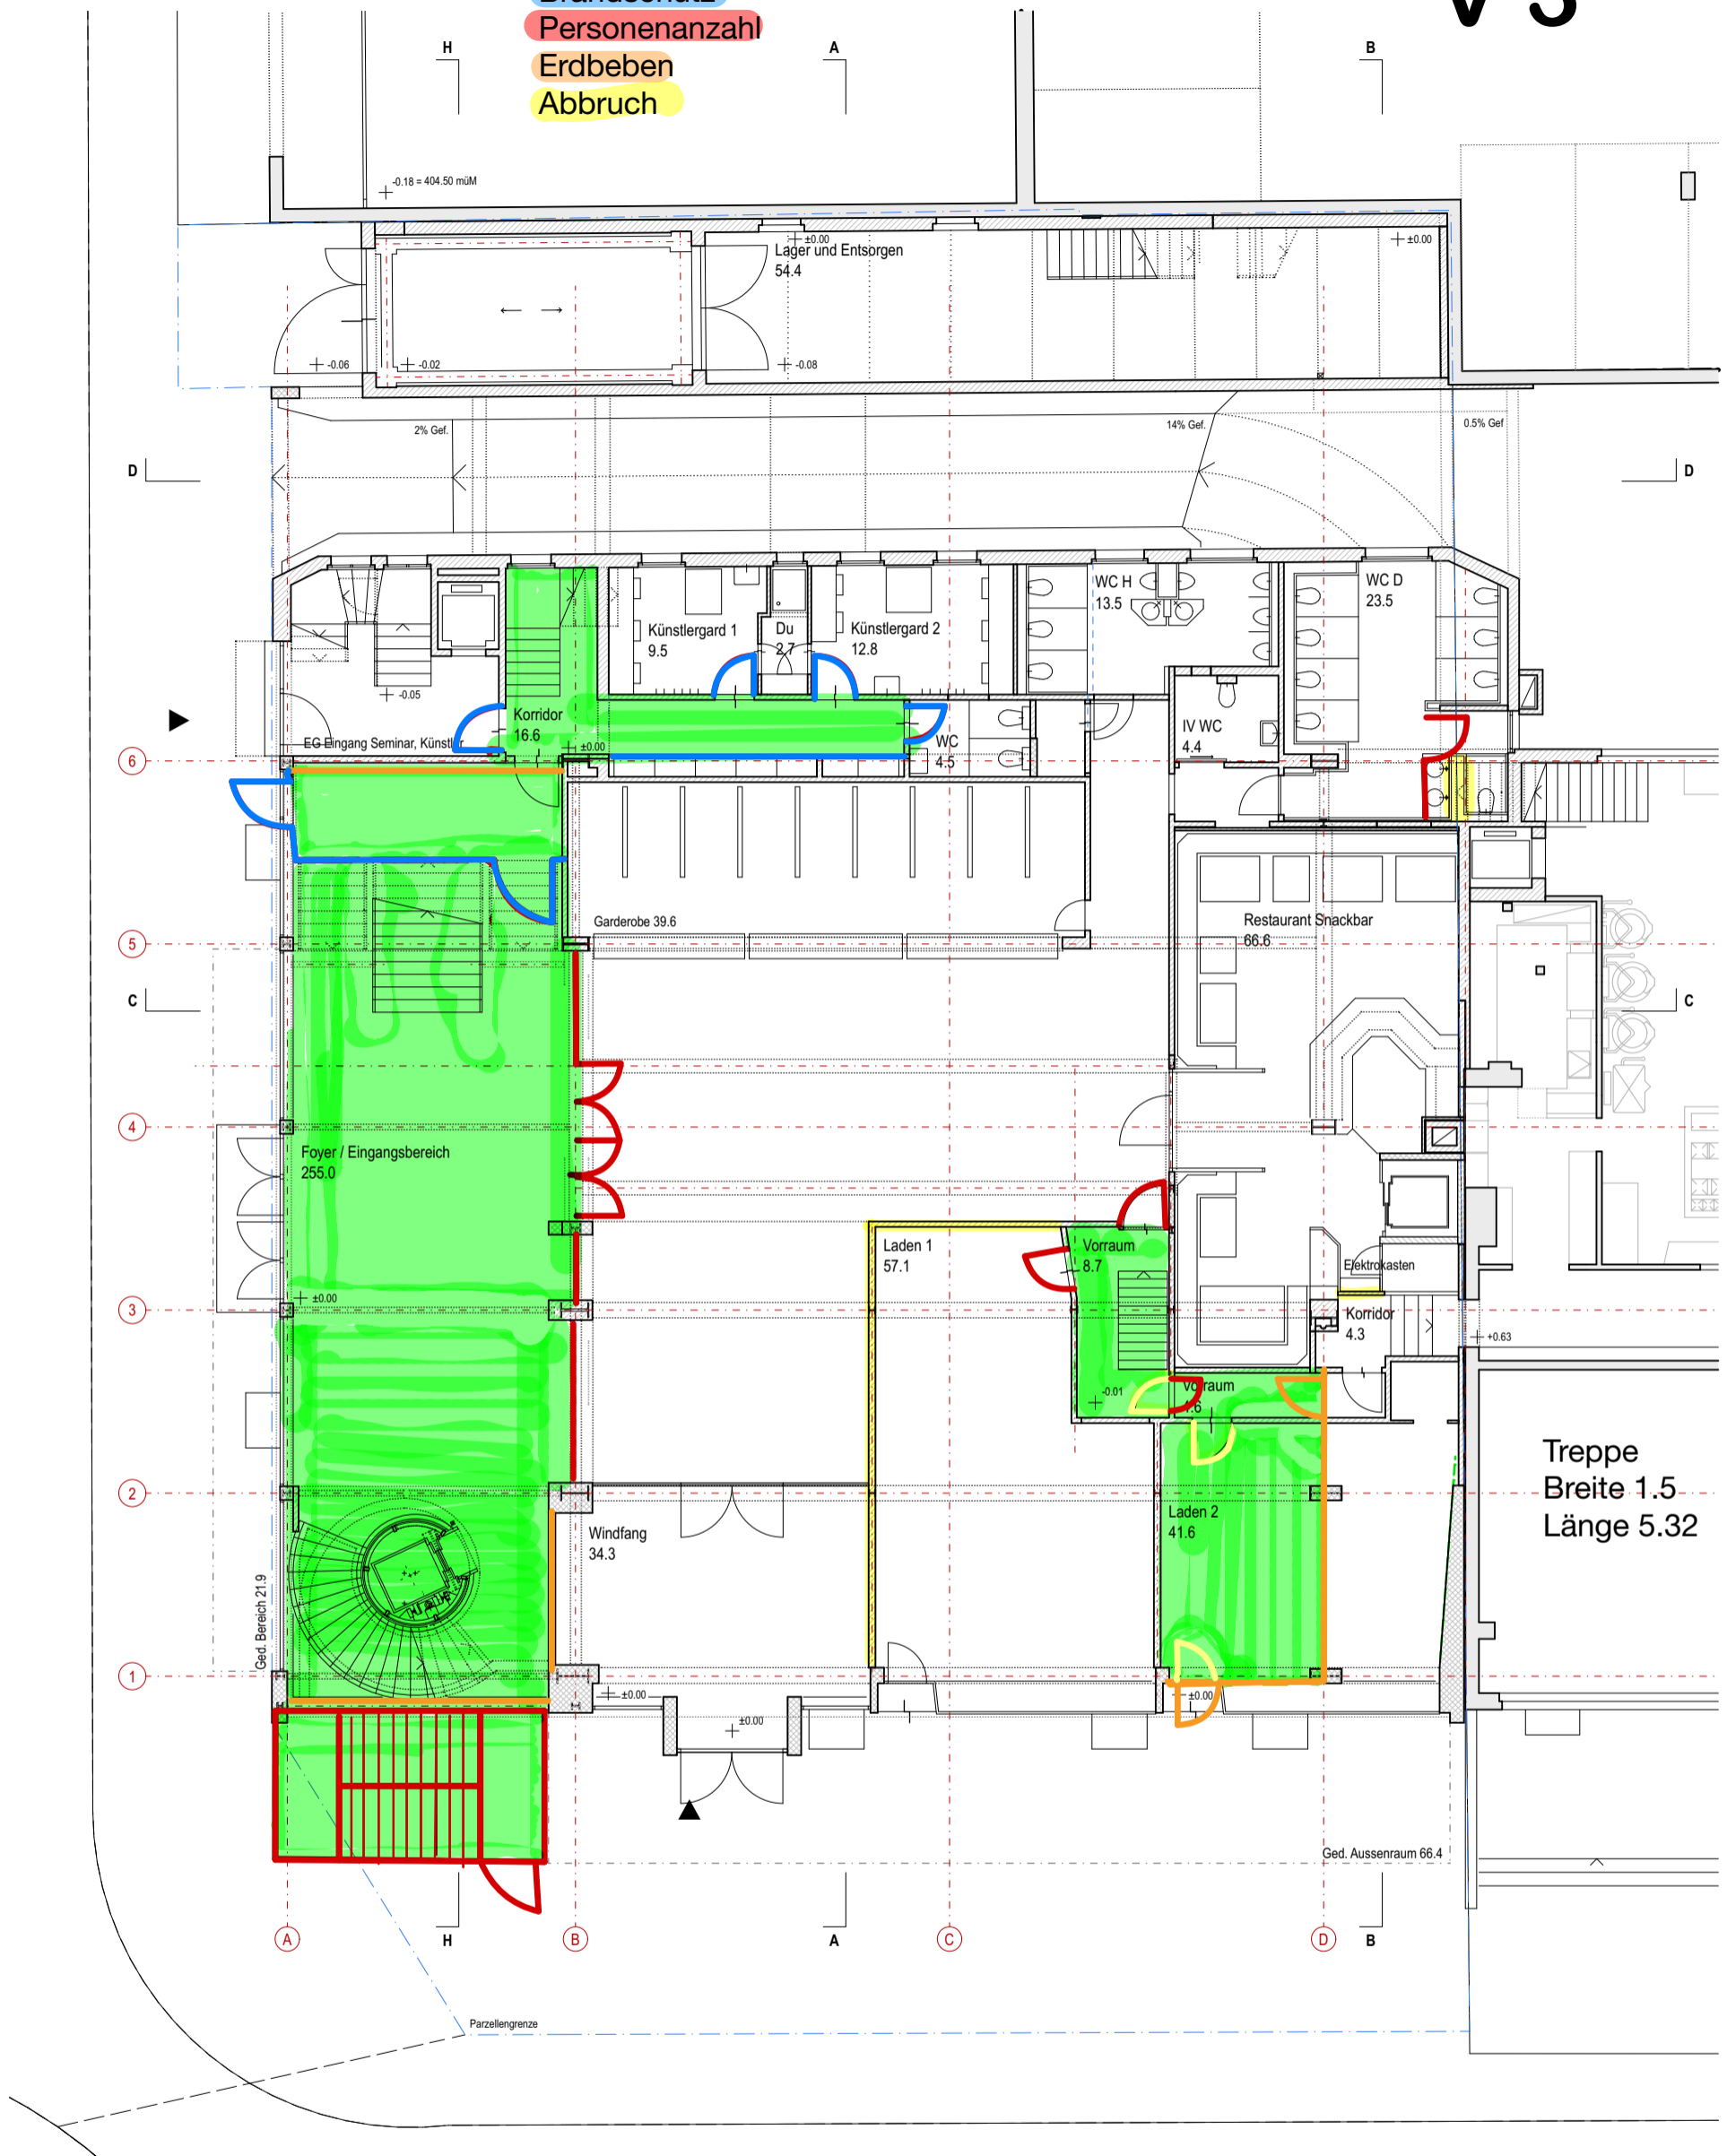 Brandschutz
V 3
Personenanzahl
Erdbeben
Abbruch
H
A
B
-0.18 = 404.50 müM
±0.00
Lager und Entsorgen
54.4
±0.00
-0.06
-0.02
-0.08
2% Gef.
14% Gef.
0.5% Gef
D
D
WC H
13.5
WC D
23.5
Künstlergard 1
9.5
Du
2.7
Künstlergard 2
12.8
-0.05
Korridor
16.6
IV WC
4.4
EG Eingang Seminar, Künstler
±0.00
WC
4.5
6
Garderobe 39.6
Restaurant Snackbar
66.6
5
C
C
4
Foyer / Eingangsbereich
255.0
Laden 1
57.1
Vorraum
8.7
Elektrokasten
±0.00
3
Korridor
4.3
+0.63
-0.01
Vorraum
4.6
Treppe
Breite 1.5
Länge 5.32
2
Laden 2
41.6
Windfang
34.3
Ged. Bereich 21.9
1
±0.00
±0.00
±0.00
Ged. Aussenraum 66.4
A
H
B
A
C
D
B
Parzellengrenze